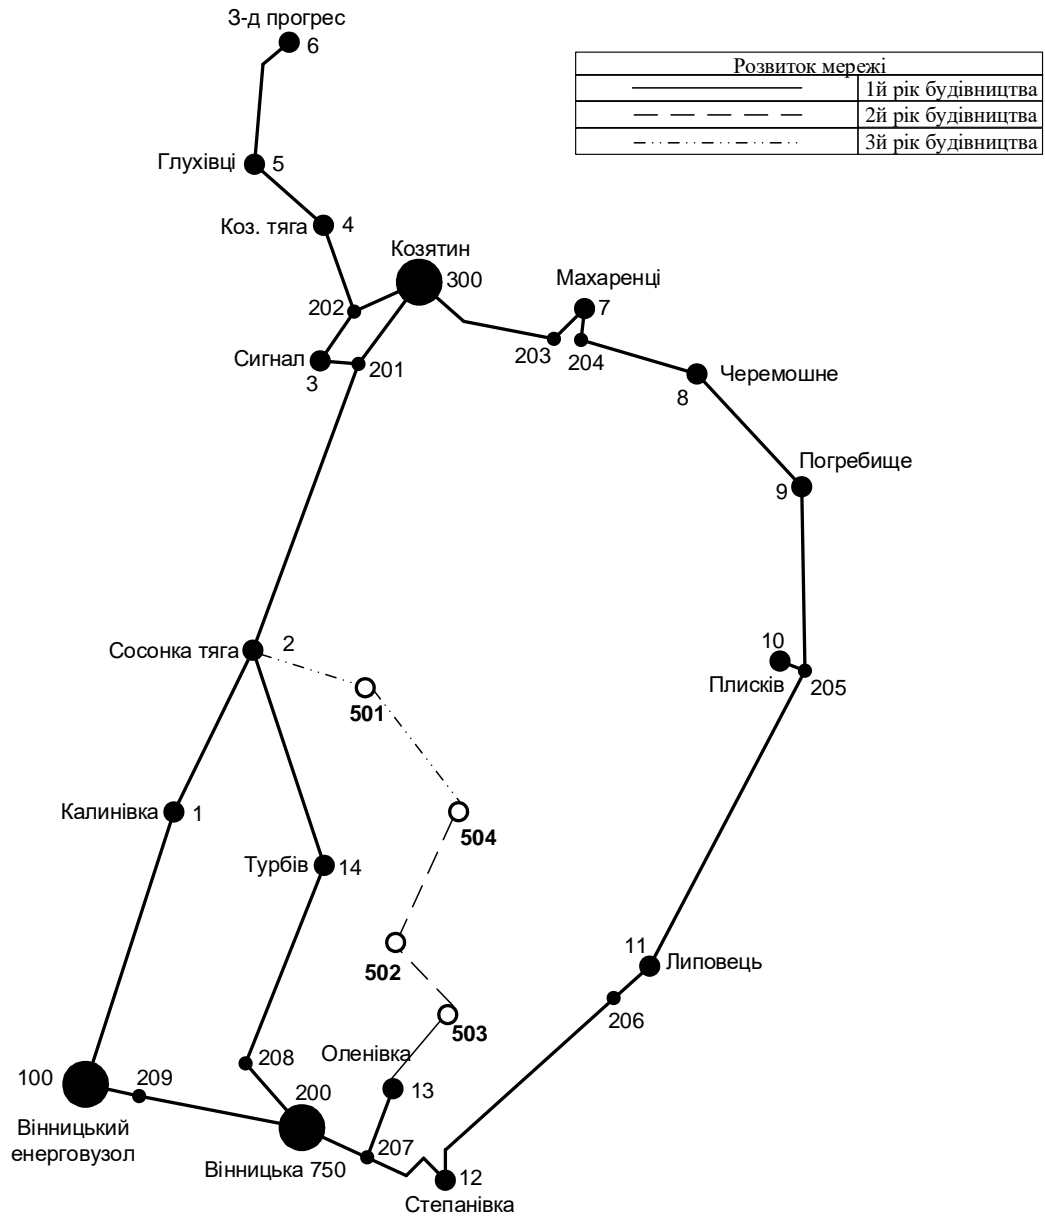 З-д прогрес
6
Розвиток мережі
1й рік будівництва
2й рік будівництва
3й рік будівництва
Глухівці
5
Коз. тяга
4
Козятин
300
Махаренці
7
202
203
204
Сигнал
3
201
Черемошне
8
Погребище
9
Сосонка тяга
2
10
Плисків
205
501
Калинівка
1
504
Турбів
14
11
Липовець
502
503
206
Оленівка
208
13
100
209
200
Вінницький
енерговузол
207
Вінницька 750
12
Степанівка